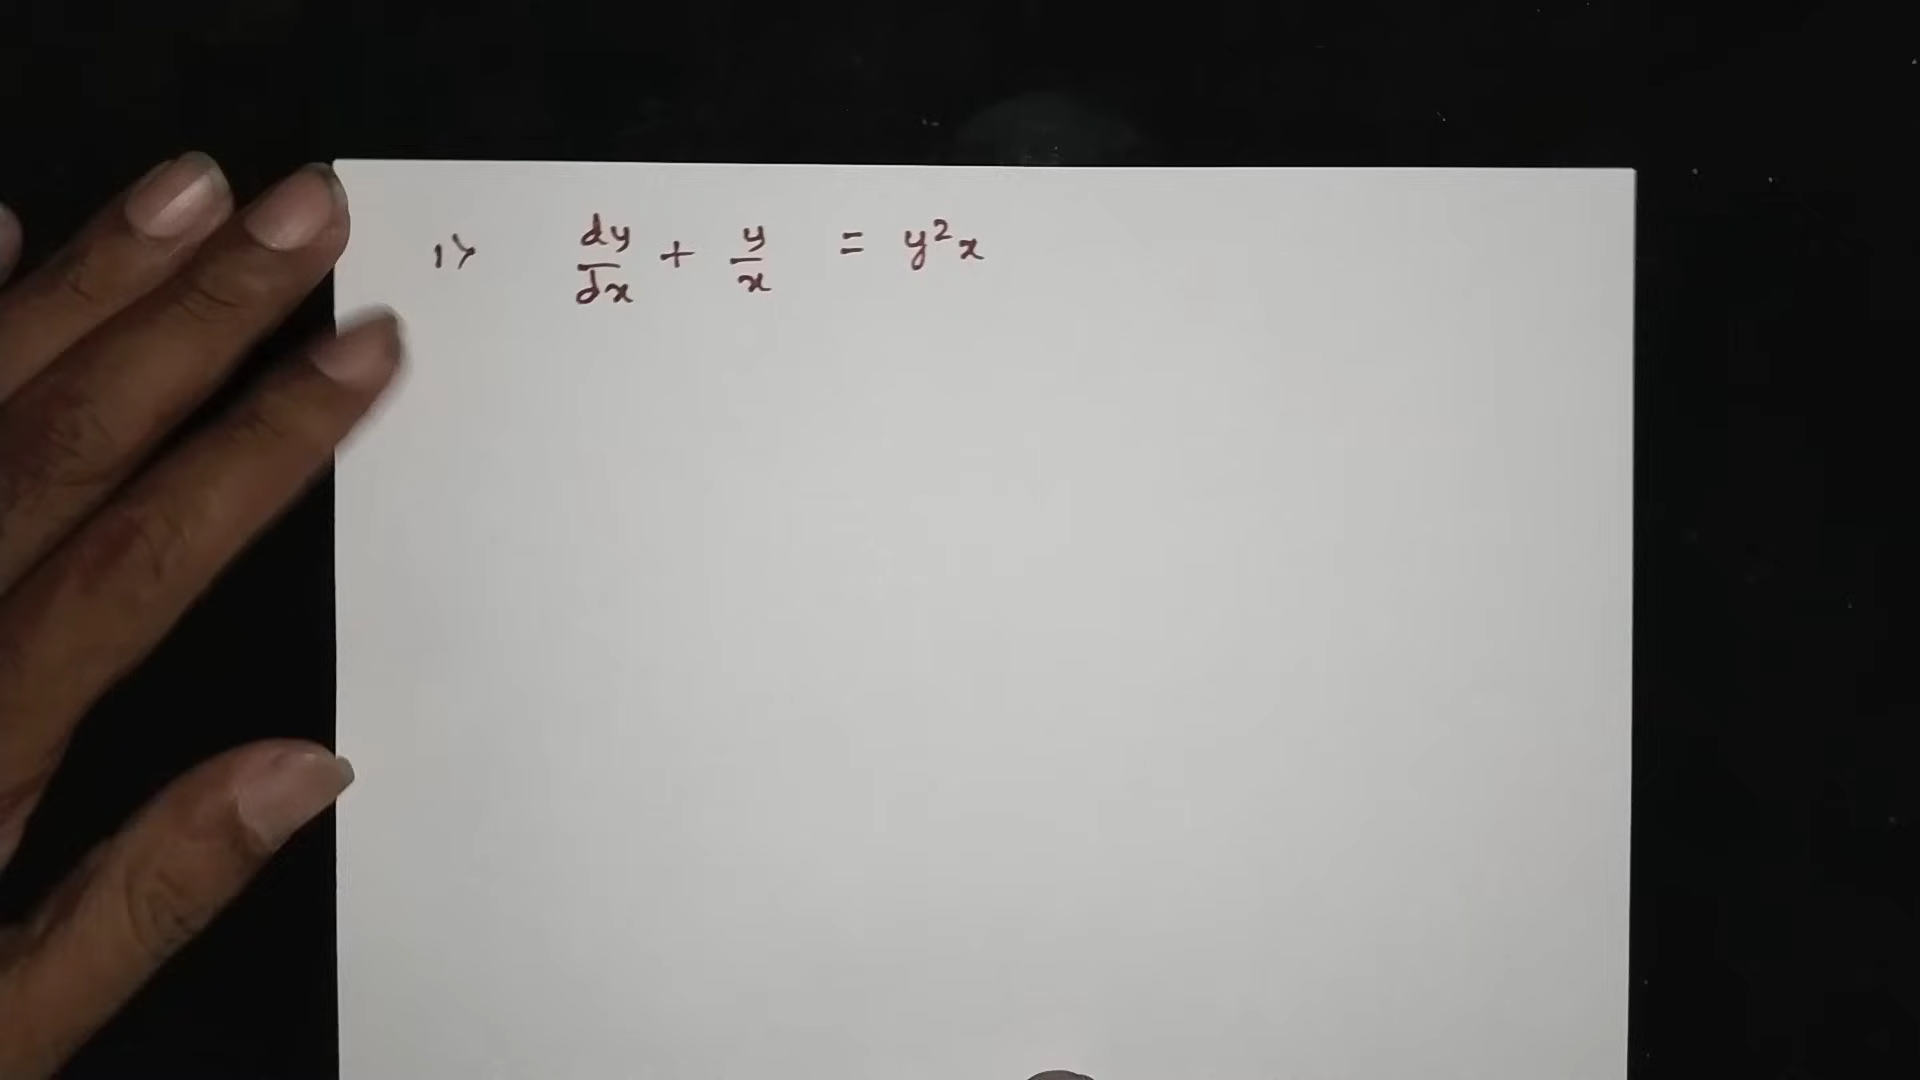 1> dy/dx + y/x = y²x